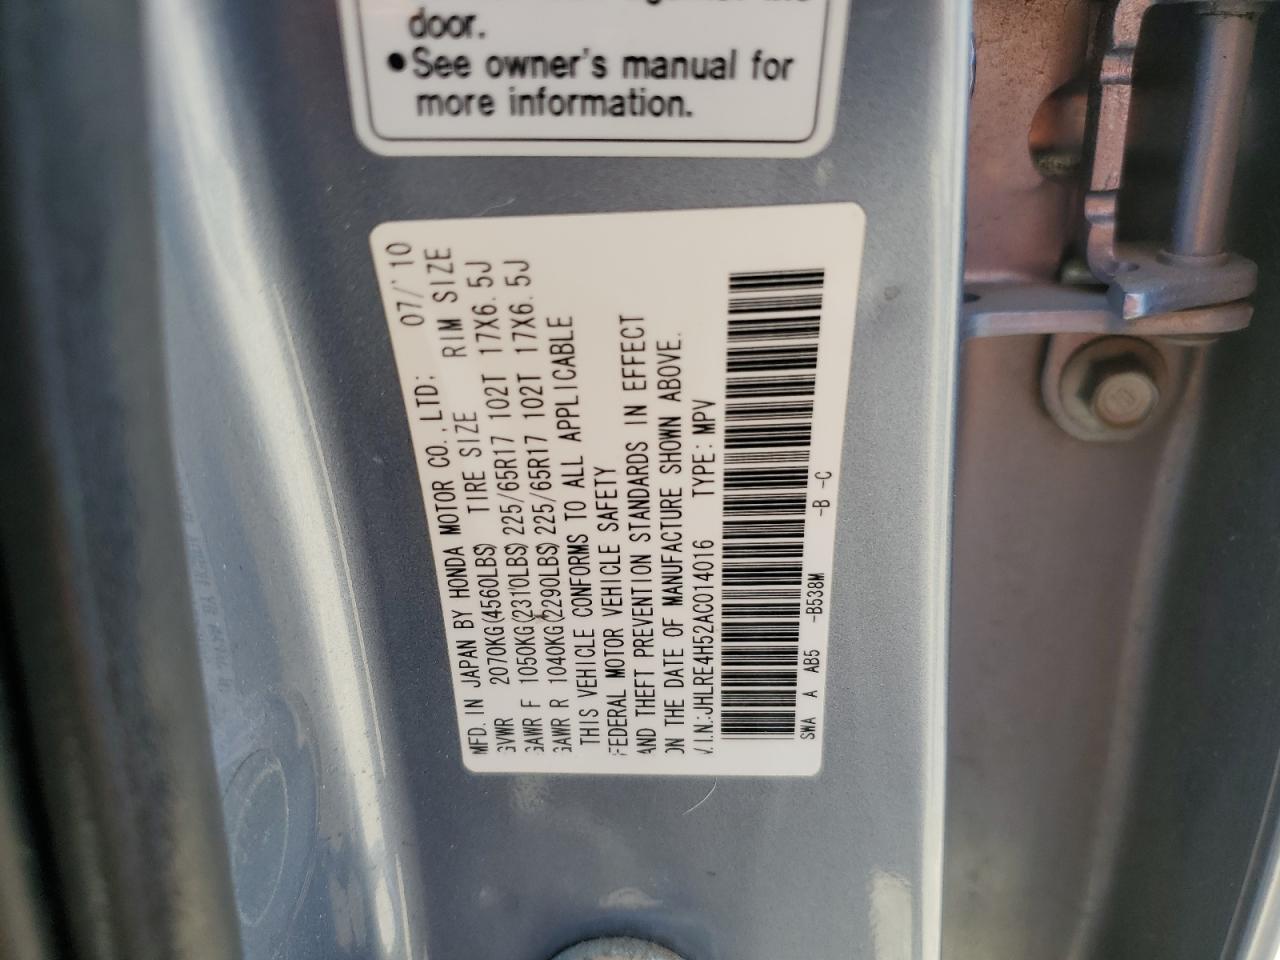 door.
● See owner's manual for
more information.
MFD. IN JAPAN BY HONDA MOTOR CO.,LTD: 07/'10
GVWR 2070KG(4560LBS) TIRE SIZE RIM SIZE
GAWR F 1050KG(2310LBS) 225/65R17 102T 17X6.5J
GAWR R 1040KG(2290LBS) 225/65R17 102T 17X6.5J
THIS VEHICLE CONFORMS TO ALL APPLICABLE
FEDERAL MOTOR VEHICLE SAFETY
AND THEFT PREVENTION STANDARDS IN EFFECT
ON THE DATE OF MANUFACTURE SHOWN ABOVE.
V.I.N.:JHLRE4H52AC014016 TYPE: MPV
SWA A AB5 -B538M -B -C